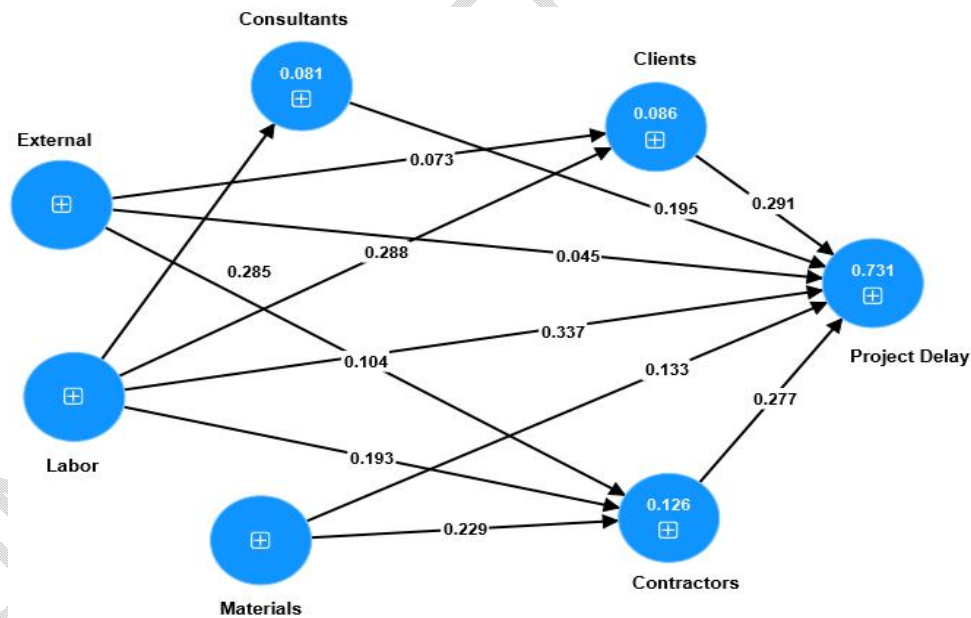 Consultants
0.081
Clients
0.086
External
0.073
0.195
0.291
0.288
0.045
0.285
0.731
0.337
Project Delay
0.104
0.133
0.277
Labor
0.193
0.126
0.229
Contractors
Materials